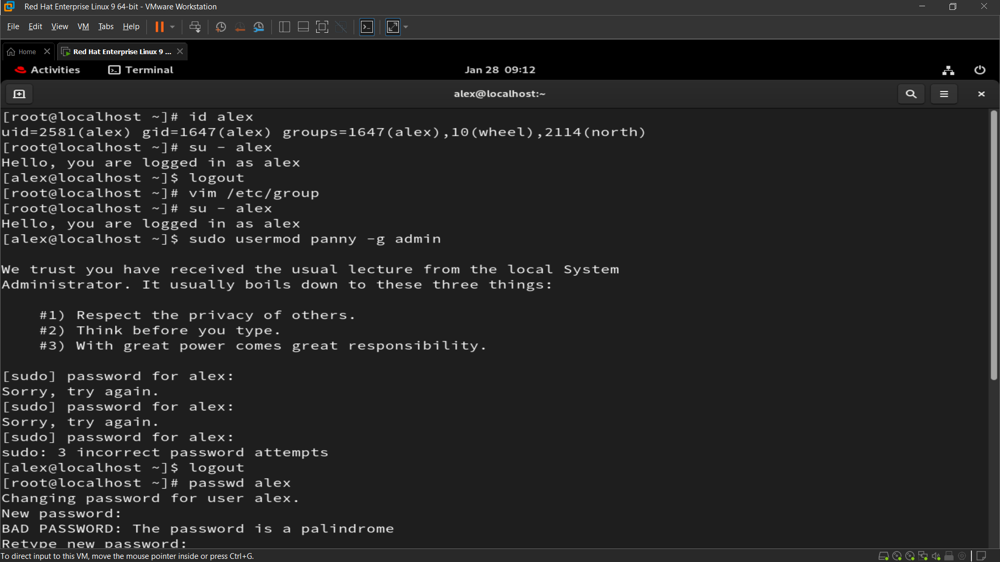 Red Hat Enterprise Linux 9 64-bit - VMware Workstation
File Edit View VM Tabs Help
Home
Red Hat Enterprise Linux 9 ...
Activities Terminal Jan 28 09:12
alex@localhost:~
[root@localhost ~]# id alex
uid=2581(alex) gid=1647(alex) groups=1647(alex),10(wheel),2114(north)
[root@localhost ~]# su - alex
Hello, you are logged in as alex
[alex@localhost ~]$ logout
[root@localhost ~]# vim /etc/group
[root@localhost ~]# su - alex
Hello, you are logged in as alex
[alex@localhost ~]$ sudo usermod panny -g admin
We trust you have received the usual lecture from the local System
Administrator. It usually boils down to these three things:
#1) Respect the privacy of others.
#2) Think before you type.
#3) With great power comes great responsibility.
[sudo] password for alex:
Sorry, try again.
[sudo] password for alex:
Sorry, try again.
[sudo] password for alex:
sudo: 3 incorrect password attempts
[alex@localhost ~]$ logout
[root@localhost ~]# passwd alex
Changing password for user alex.
New password:
BAD PASSWORD: The password is a palindrome
Retype new password:
To direct input to this VM, move the mouse pointer inside or press Ctrl+G.